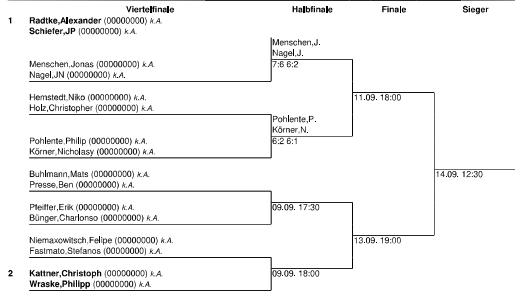 Viertelfinale Halbfinale Finale Sieger
1 Radtke,Alexander (00000000) k.A.
Schiefer,JP (00000000) k.A.
Menschen,J.
Nagel,J.
Menschen,Jonas (00000000) k.A. 7:6 6:2
Nagel,JN (00000000) k.A.
Hernstedt,Niko (00000000) k.A. 11.09. 18:00
Holz,Christopher (00000000) k.A.
Pohlente,P.
Körner,N.
Pohlente,Philip (00000000) k.A. 6:2 6:1
Körner,Nicholasy (00000000) k.A.
Buhlmann,Mats (00000000) k.A. 14.09. 12:30
Presse,Ben (00000000) k.A.
Pfeiffer,Erik (00000000) k.A. 09.09. 17:30
Bünger,Charlonso (00000000) k.A.
Niemaxowitsch,Felipe (00000000) k.A. 13.09. 19:00
Fastmato,Stefanos (00000000) k.A.
2 Kattner,Christoph (00000000) k.A. 09.09. 18:00
Wraske,Philipp (00000000) k.A.